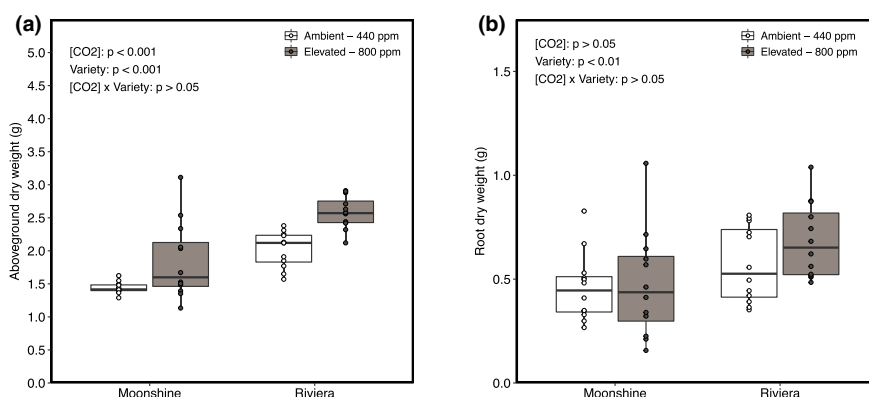 (a)
Ambient – 440 ppm
Elevated – 800 ppm
[CO2]: p < 0.001
Variety: p < 0.001
[CO2] x Variety: p > 0.05
Aboveground dry weight (g)
5.0
4.5
4.0
3.5
3.0
2.5
2.0
1.5
1.0
0.5
0.0
Moonshine
Riviera
(b)
Ambient – 440 ppm
Elevated – 800 ppm
[CO2]: p > 0.05
Variety: p < 0.01
[CO2] x Variety: p > 0.05
Root dry weight (g)
1.5
1.0
0.5
0.0
Moonshine
Riviera